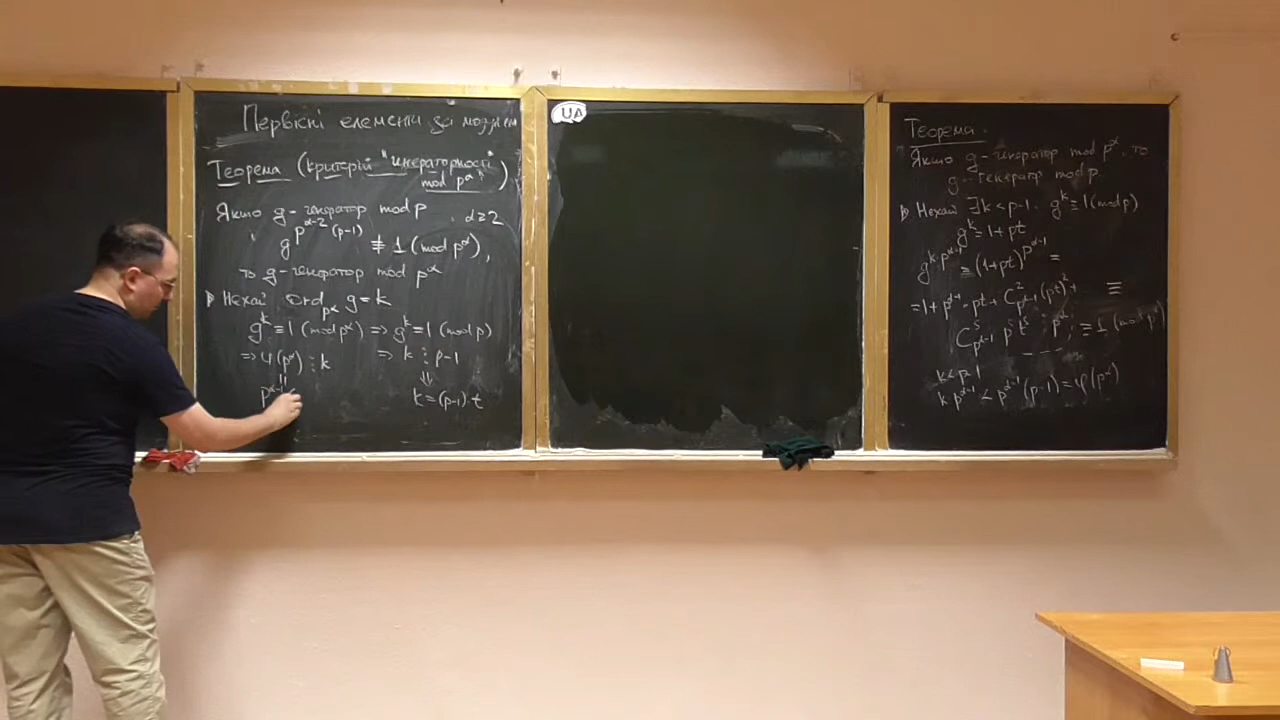 Первісні елементи за модулем
Теорема (критерій "генераторності"
mod p^α")
Якщо g - генератор mod p
і g^{p^{α-2}(p-1)} ≢ 1 (mod p^α), α≥2
то g - генератор mod p^α
Нехай ord_{p^α} g = k
g^k ≡ 1 (mod p^α) => g^k ≡ 1 (mod p)
=> φ(p^α) ⋮ k => k ⋮ p-1
p^{α-1} k = (p-1)·t
UA
Теорема.
Якщо g - генератор mod p^α, то
g - генератор mod p.
Нехай ∃k < p-1. g^k ≡ 1 (mod p)
g^k = 1 + pt
g^{k p^{α-1}} = (1+pt)^{p^{α-1}} =
= 1 + p^{α-1}·pt + C^2_{p^{α-1}} (pt)^2 + ≡
C^s_{p^{α-1}} p^s t^s ⋮ p^α, ≡ 1 (mod p^α)
k < p-1
k p^{α-1} < p^{α-1} (p-1) = φ(p^α)